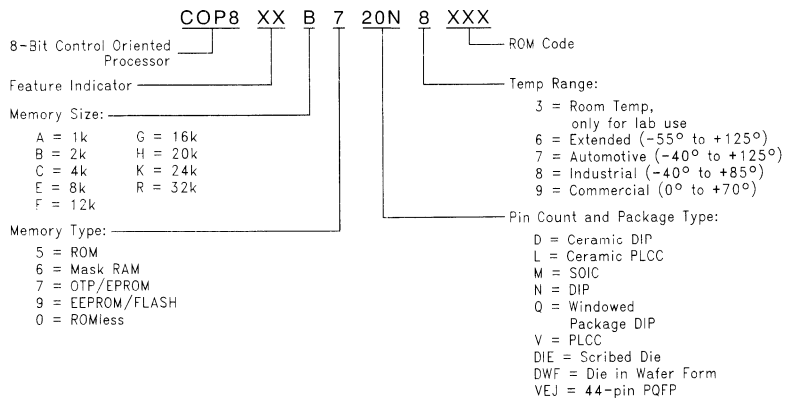 COP8 XX B 7 20N 8 XXX
8-Bit Control Oriented
Processor
Feature Indicator
Memory Size:
A = 1k G = 16k
B = 2k H = 20k
C = 4k K = 24k
E = 8k R = 32k
F = 12k
Memory Type:
5 = ROM
6 = Mask RAM
7 = OTP/EPROM
9 = EEPROM/FLASH
0 = ROMless
ROM Code
Temp Range:
3 = Room Temp,
only for lab use
6 = Extended (-55° to +125°)
7 = Automotive (-40° to +125°)
8 = Industrial (-40° to +85°)
9 = Commercial (0° to +70°)
Pin Count and Package Type:
D = Ceramic DIP
L = Ceramic PLCC
M = SOIC
N = DIP
Q = Windowed
Package DIP
V = PLCC
DIE = Scribed Die
DWF = Die in Wafer Form
VEJ = 44-pin PQFP